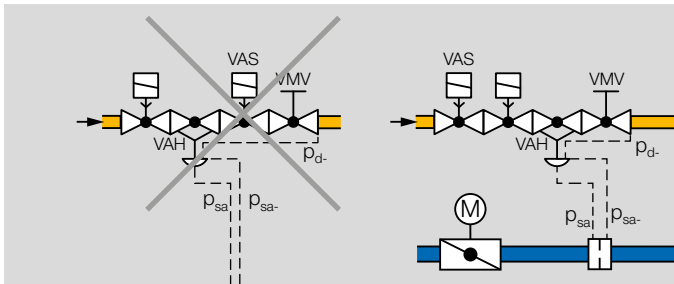 VAS
VMV
VAH
pd-
psa
psa-
VAS
VMV
VAH
pd-
psa
psa-
M